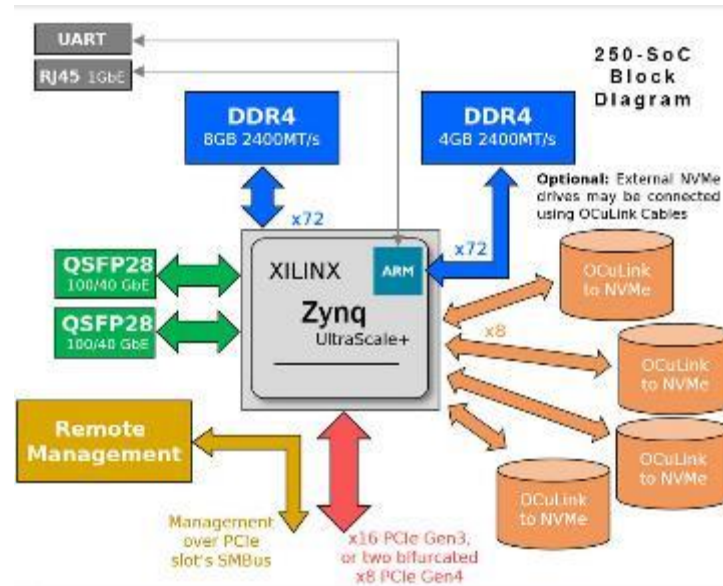 UART
RJ45 1GbE
250-SoC
Block
Diagram
DDR4
8GB 2400MT/s
DDR4
4GB 2400MT/s
Optional: External NVMe
drives may be connected
using OCuLink Cables
x72
x72
QSFP28
100/40 GbE
QSFP28
100/40 GbE
XILINX
ARM
Zynq
UltraScale+
OCuLink
to NVMe
x8
OCuLink
to NVMe
OCuLink
to NVMe
OCuLink
to NVMe
Remote
Management
Management
over PCIe
slot's SMBus
x16 PCIe Gen3,
or two bifurcated
x8 PCIe Gen4